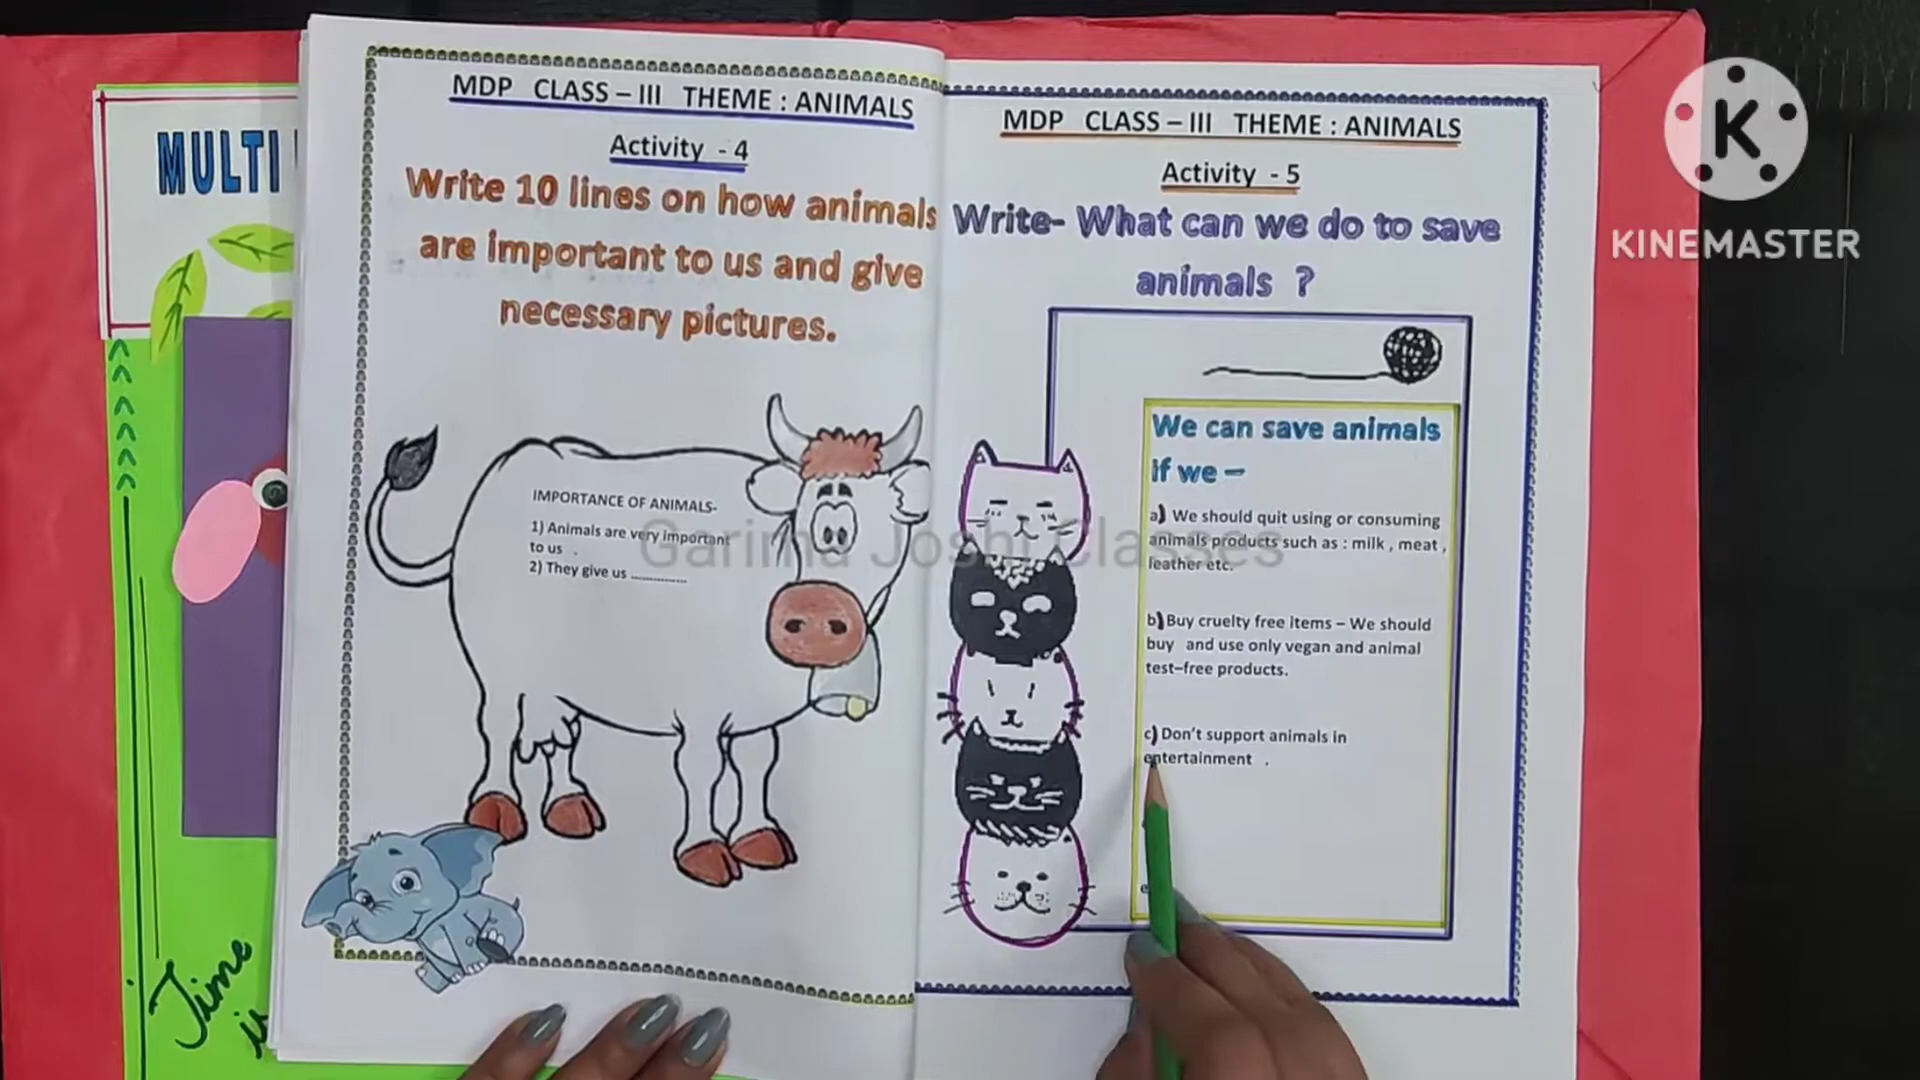 MULTI
Time
MDP CLASS – III THEME : ANIMALS
Activity - 4
Write 10 lines on how animals
are important to us and give
necessary pictures.
IMPORTANCE OF ANIMALS-
1) Animals are very important
to us .
2) They give us ...............
MDP CLASS – III THEME : ANIMALS
Activity - 5
Write- What can we do to save
animals ?
We can save animals
if we –
a) We should quit using or consuming
animals products such as : milk , meat ,
leather etc.
b) Buy cruelty free items – We should
buy and use only vegan and animal
test–free products.
c) Don't support animals in
entertainment .
e
Garima Joshi Classes
K
KINEMASTER